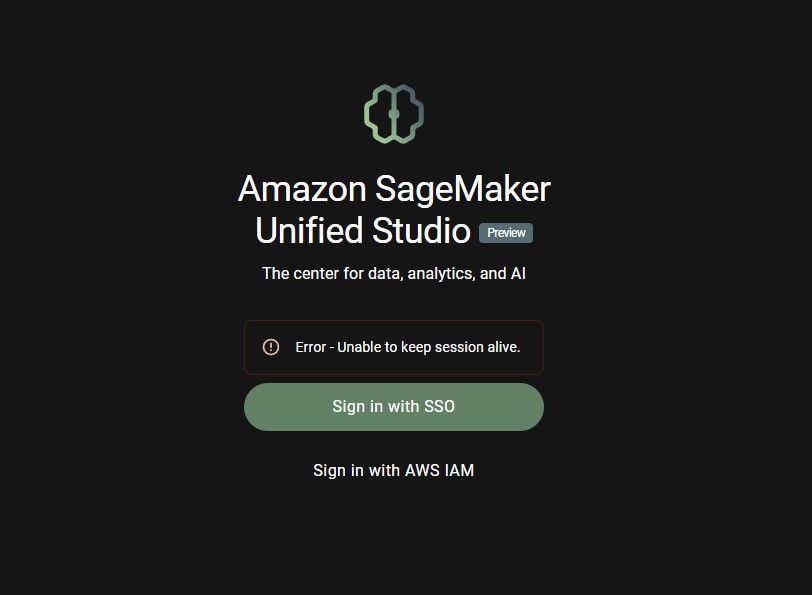 Amazon SageMaker
Unified Studio Preview
The center for data, analytics, and AI
Error - Unable to keep session alive.
Sign in with SSO
Sign in with AWS IAM